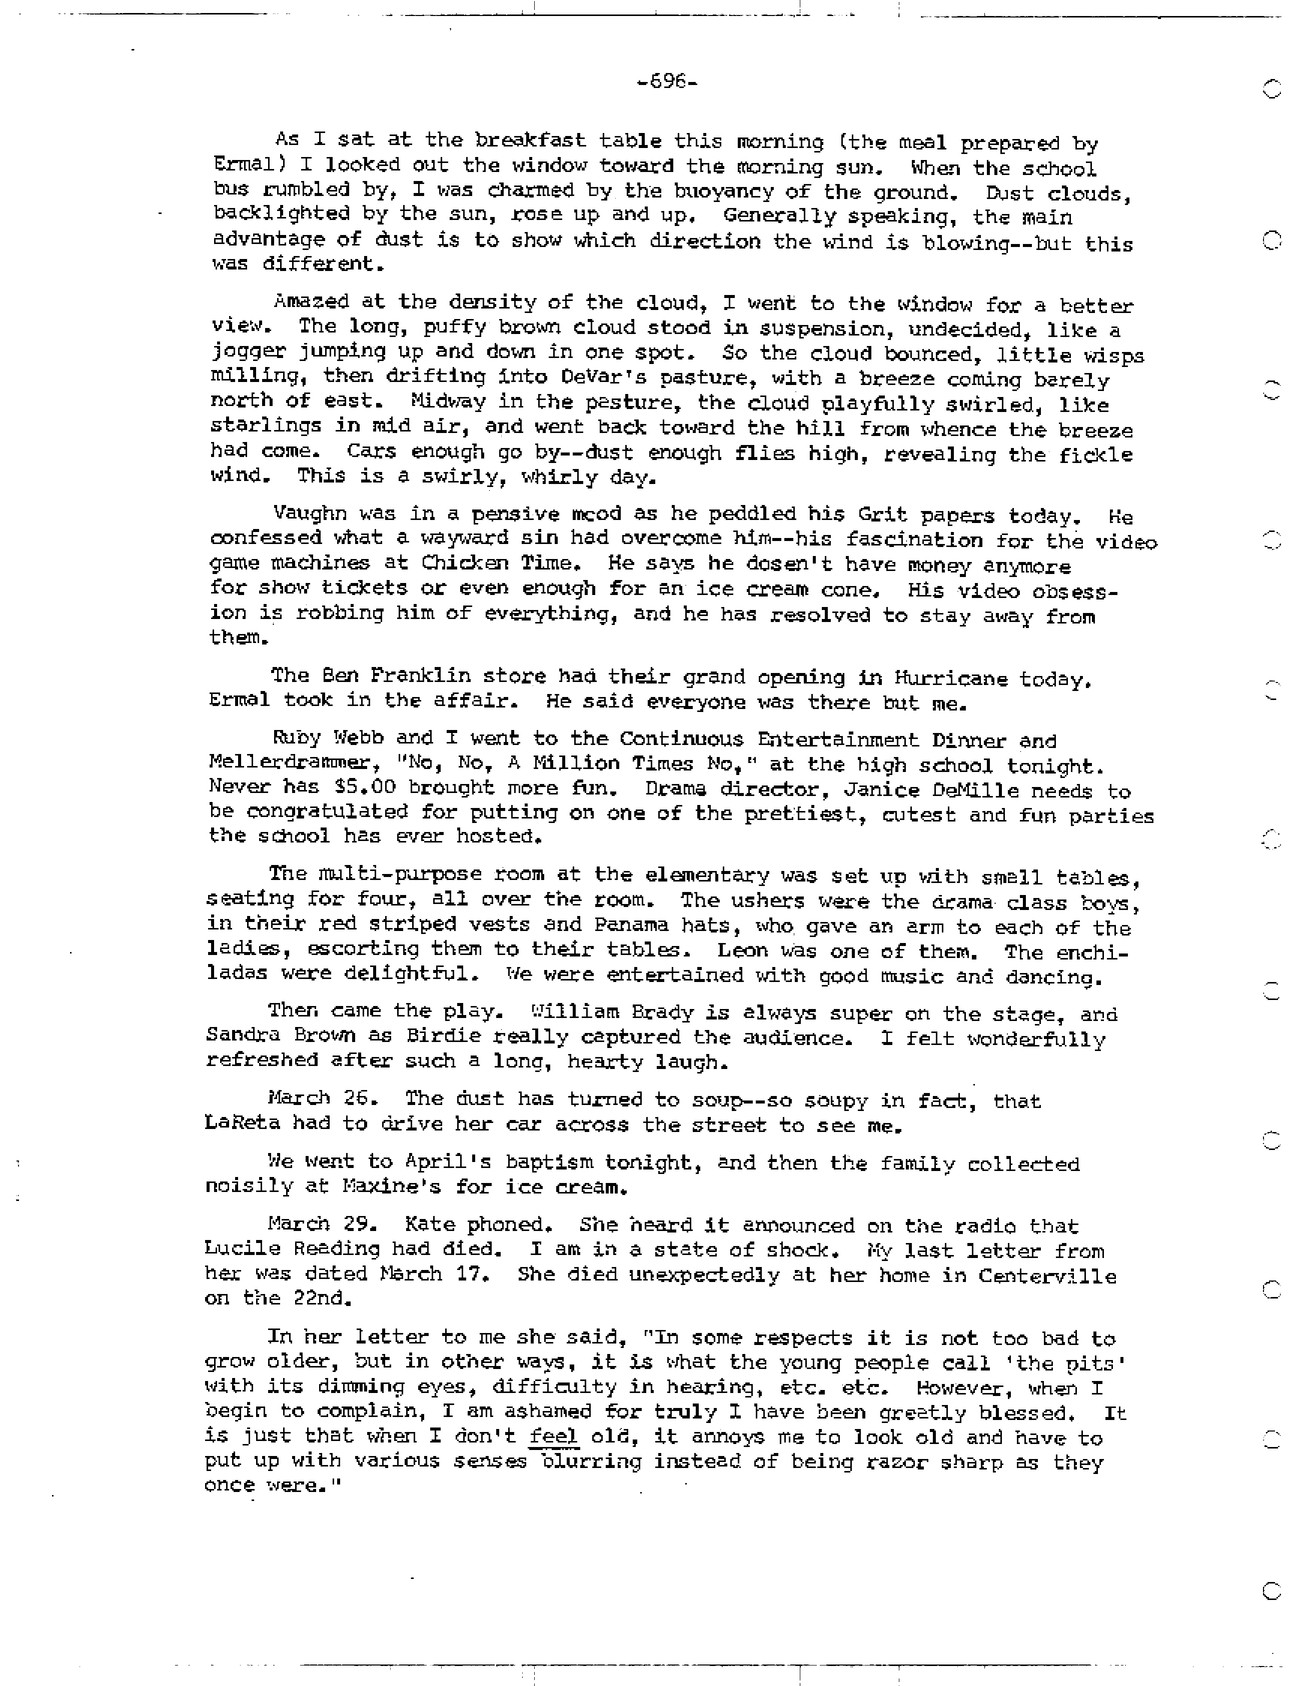 -696-
As I sat at the breakfast table this morning (the meal prepared by
Ermal) I looked out the window toward the morning sun. When the school
bus rumbled by, I was charmed by the buoyancy of the ground. Dust clouds,
backlighted by the sun, rose up and up. Generally speaking, the main
advantage of dust is to show which direction the wind is blowing--but this
was different.
Amazed at the density of the cloud, I went to the window for a better
view. The long, puffy brown cloud stood in suspension, undecided, like a
jogger jumping up and down in one spot. So the cloud bounced, little wisps
milling, then drifting into DeVar's pasture, with a breeze coming barely
north of east. Midway in the pasture, the cloud playfully swirled, like
starlings in mid air, and went back toward the hill from whence the breeze
had come. Cars enough go by--dust enough flies high, revealing the fickle
wind. This is a swirly, whirly day.
Vaughn was in a pensive mood as he peddled his Grit papers today. He
confessed what a wayward sin had overcome him--his fascination for the video
game machines at Chicken Time. He says he dosen't have money anymore
for show tickets or even enough for an ice cream cone. His video obsess-
ion is robbing him of everything, and he has resolved to stay away from
them.
The Ben Franklin store had their grand opening in Hurricane today.
Ermal took in the affair. He said everyone was there but me.
Ruby Webb and I went to the Continuous Entertainment Dinner and
Mellerdrammer, "No, No, A Million Times No," at the high school tonight.
Never has $5.00 brought more fun. Drama director, Janice DeMille needs to
be congratulated for putting on one of the prettiest, cutest and fun parties
the school has ever hosted.
The multi-purpose room at the elementary was set up with small tables,
seating for four, all over the room. The ushers were the drama class boys,
in their red striped vests and Panama hats, who gave an arm to each of the
ladies, escorting them to their tables. Leon was one of them. The enchi-
ladas were delightful. We were entertained with good music and dancing.
Then came the play. William Brady is always super on the stage, and
Sandra Brown as Birdie really captured the audience. I felt wonderfully
refreshed after such a long, hearty laugh.
March 26. The dust has turned to soup--so soupy in fact, that
LaReta had to drive her car across the street to see me.
We went to April's baptism tonight, and then the family collected
noisily at Maxine's for ice cream.
March 29. Kate phoned. She heard it announced on the radio that
Lucile Reading had died. I am in a state of shock. My last letter from
her was dated March 17. She died unexpectedly at her home in Centerville
on the 22nd.
In her letter to me she said, "In some respects it is not too bad to
grow older, but in other ways, it is what the young people call 'the pits'
with its dimming eyes, difficulty in hearing, etc. etc. However, when I
begin to complain, I am ashamed for truly I have been greatly blessed. It
is just that when I don't feel old, it annoys me to look old and have to
put up with various senses blurring instead of being razor sharp as they
once were."